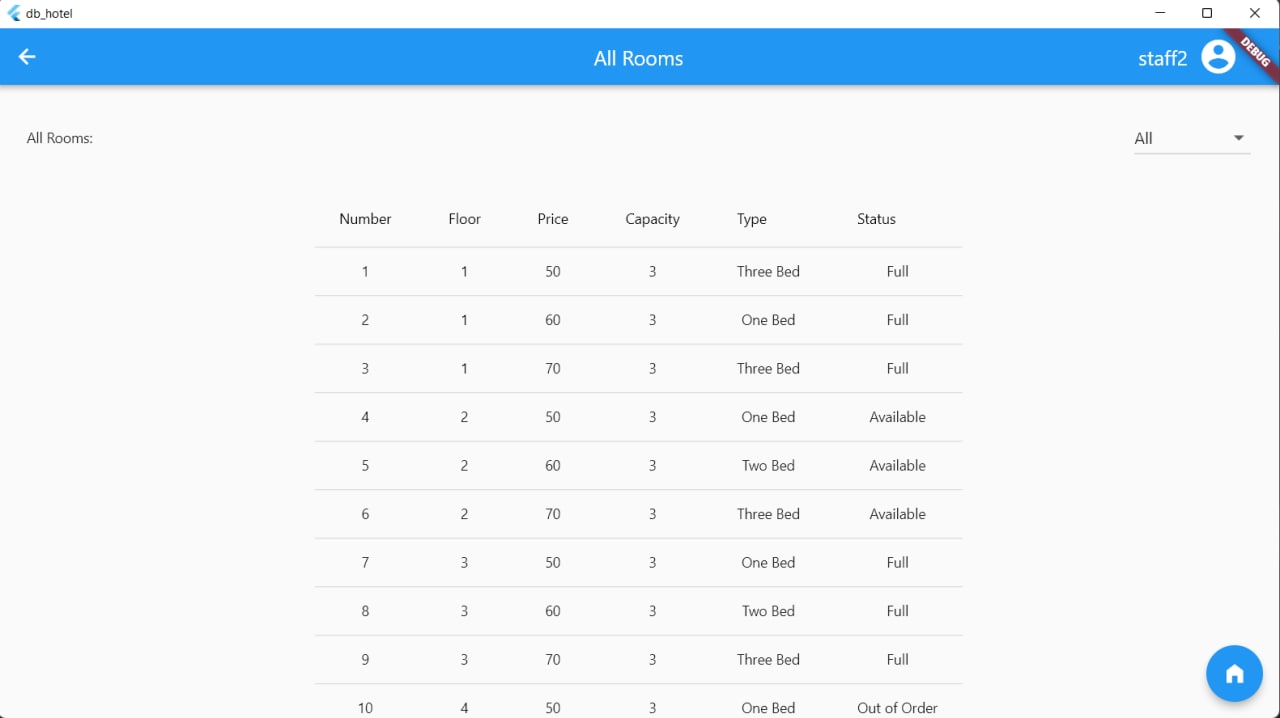 db_hotel
All Rooms
staff2
DEBUG
All Rooms:
All
Number Floor Price Capacity Type Status
1 1 50 3 Three Bed Full
2 1 60 3 One Bed Full
3 1 70 3 Three Bed Full
4 2 50 3 One Bed Available
5 2 60 3 Two Bed Available
6 2 70 3 Three Bed Available
7 3 50 3 One Bed Full
8 3 60 3 Two Bed Full
9 3 70 3 Three Bed Full
10 4 50 3 One Bed Out of Order